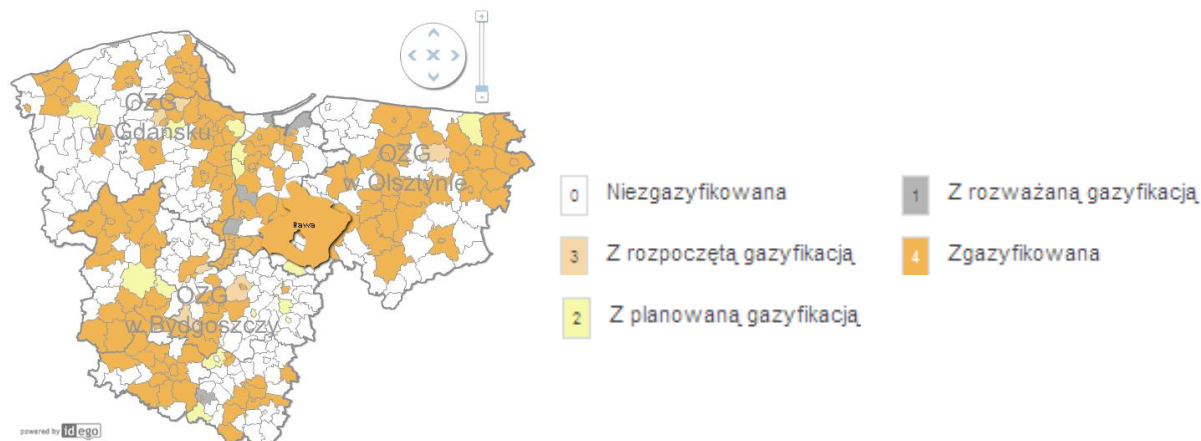 +
-
OZG
w Gdańsku
OZG
w Olsztynie
Iława
OZG
w Bydgoszczy
powered by idego
0 Niezgazyfikowana
1 Z rozważaną gazyfikacją
3 Z rozpoczętą gazyfikacją
4 Zgazyfikowana
2 Z planowaną gazyfikacją